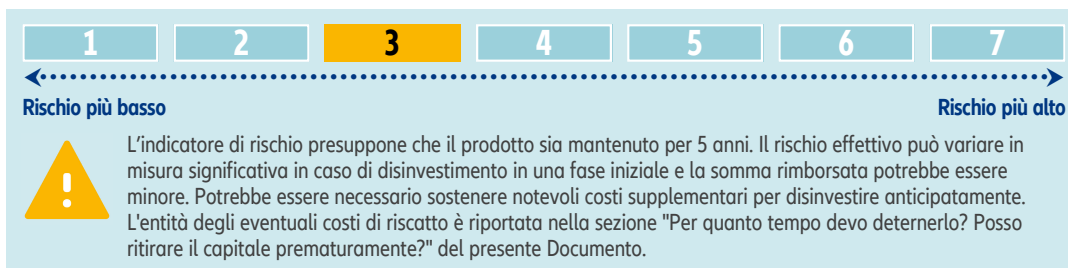 1 2 3 4 5 6 7
Rischio più basso Rischio più alto
L'indicatore di rischio presuppone che il prodotto sia mantenuto per 5 anni. Il rischio effettivo può variare in
misura significativa in caso di disinvestimento in una fase iniziale e la somma rimborsata potrebbe essere
minore. Potrebbe essere necessario sostenere notevoli costi supplementari per disinvestire anticipatamente.
L'entità degli eventuali costi di riscatto è riportata nella sezione "Per quanto tempo devo deternerlo? Posso
ritirare il capitale prematuramente?" del presente Documento.